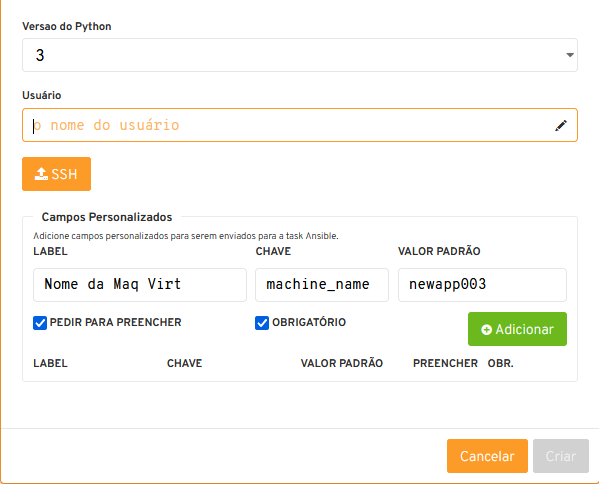 Versao do Python
3
Usuário
o nome do usuário
SSH
Campos Personalizados
Adicione campos personalizados para serem enviados para a task Ansible.
LABEL CHAVE VALOR PADRÃO
Nome da Maq Virt machine_name newapp003
PEDIR PARA PREENCHER OBRIGATÓRIO Adicionar
LABEL CHAVE VALOR PADRÃO PREENCHER OBR.
Cancelar Criar